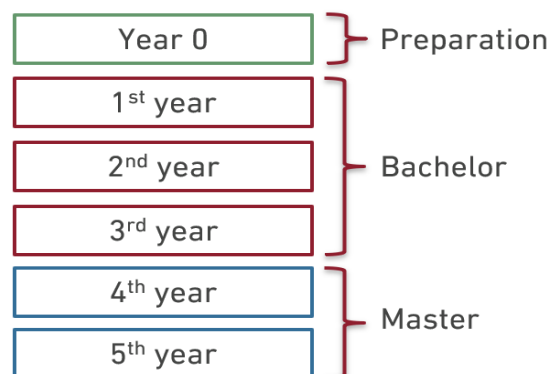 Year 0
Preparation
1st year
2nd year
Bachelor
3rd year
4th year
Master
5th year